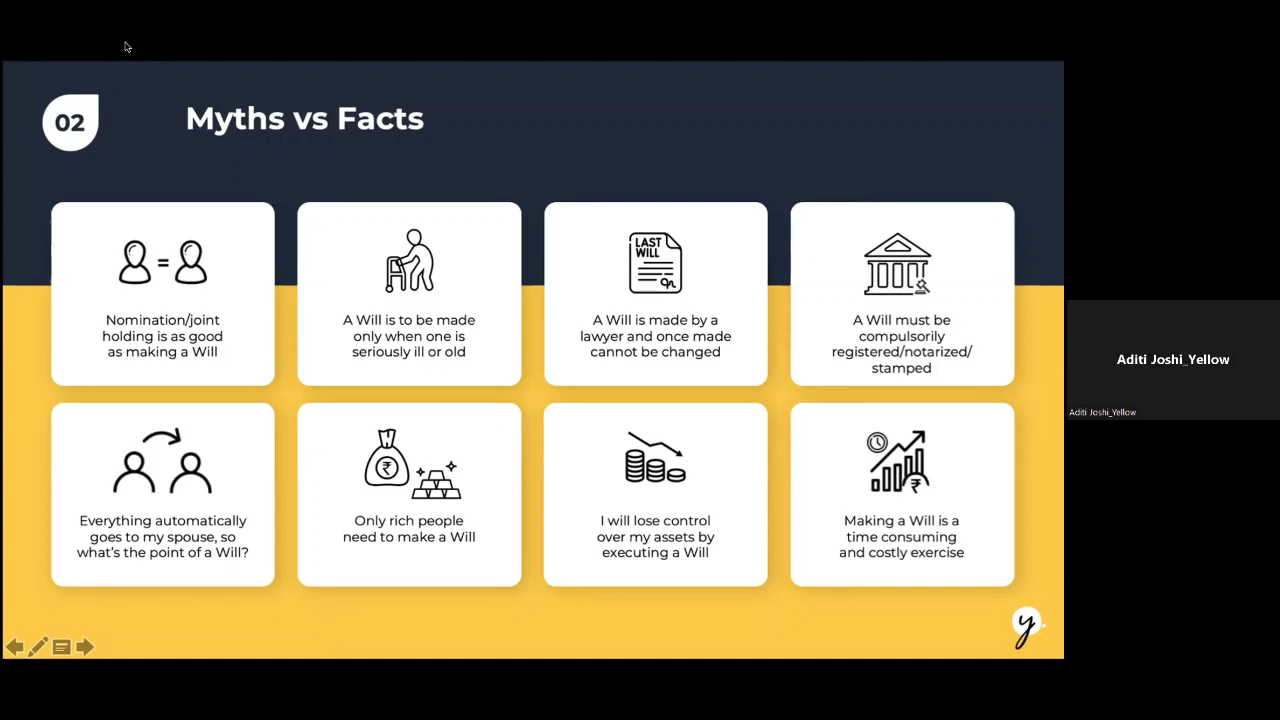 02
Myths vs Facts
Nomination/joint
holding is as good
as making a Will
A Will is to be made
only when one is
seriously ill or old
LAST
WILL
A Will is made by a
lawyer and once made
cannot be changed
A Will must be
compulsorily
registered/notarized/
stamped
Everything automatically
goes to my spouse, so
what's the point of a Will?
₹
Only rich people
need to make a Will
I will lose control
over my assets by
executing a Will
₹
Making a Will is a
time consuming
and costly exercise
y.
Aditi Joshi_Yellow
Aditi Joshi_Yellow